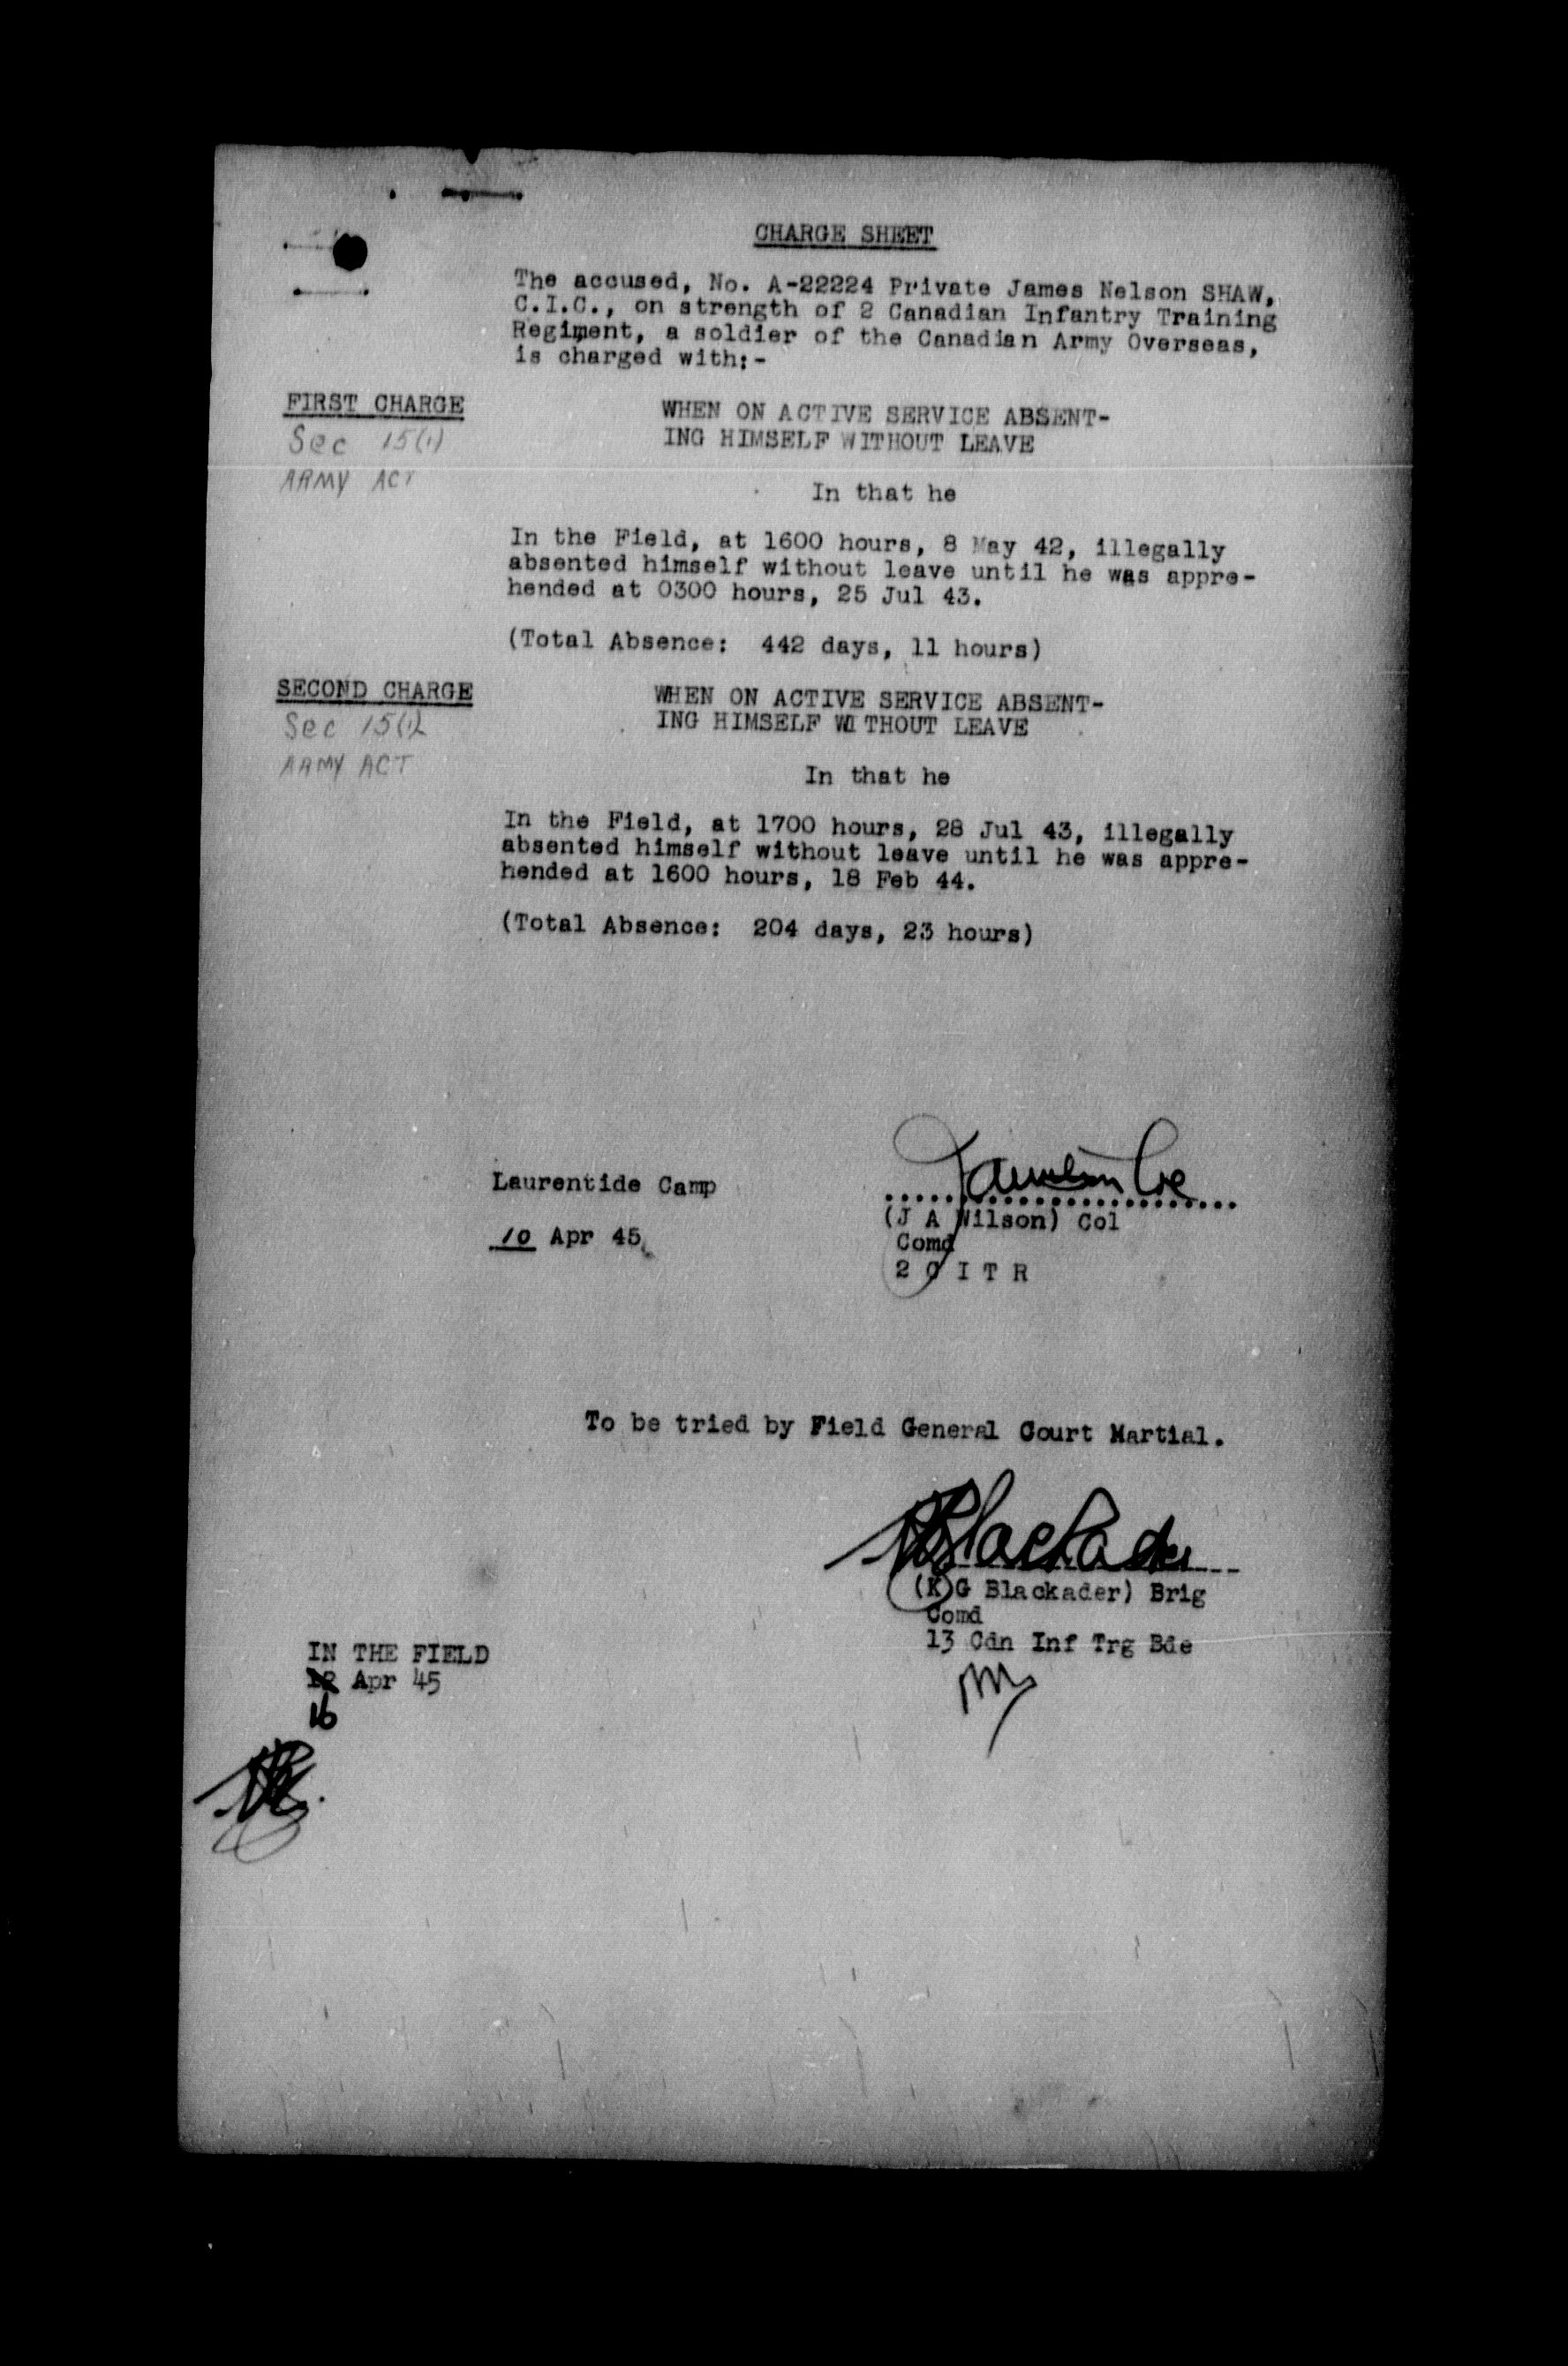 CHARGE SHEET
The accused, No. A-22224 Private James Nelson SHAW,
C.I.C., on strength of 2 Canadian Infantry Training
Regiment, a soldier of the Canadian Army Overseas,
is charged with:-
FIRST CHARGE
Sec 15(1)
ARMY ACT
WHEN ON ACTIVE SERVICE ABSENT-
ING HIMSELF WITHOUT LEAVE
In that he
In the Field, at 1600 hours, 8 May 42, illegally
absented himself without leave until he was appre-
hended at 0300 hours, 25 Jul 43.
(Total Absence: 442 days, 11 hours)
SECOND CHARGE
Sec 15(1)
ARMY ACT
WHEN ON ACTIVE SERVICE ABSENT-
ING HIMSELF WITHOUT LEAVE
In that he
In the Field, at 1700 hours, 28 Jul 43, illegally
absented himself without leave until he was appre-
hended at 1600 hours, 18 Feb 44.
(Total Absence: 204 days, 23 hours)
Laurentide Camp
10 Apr 45
JAWilson Col
(J A Wilson) Col
Comd
2 C I T R
To be tried by Field General Court Martial.
Blackader
(K G Blackader) Brig
Comd
13 Cdn Inf Trg Bde
IN THE FIELD
12 Apr 45
16